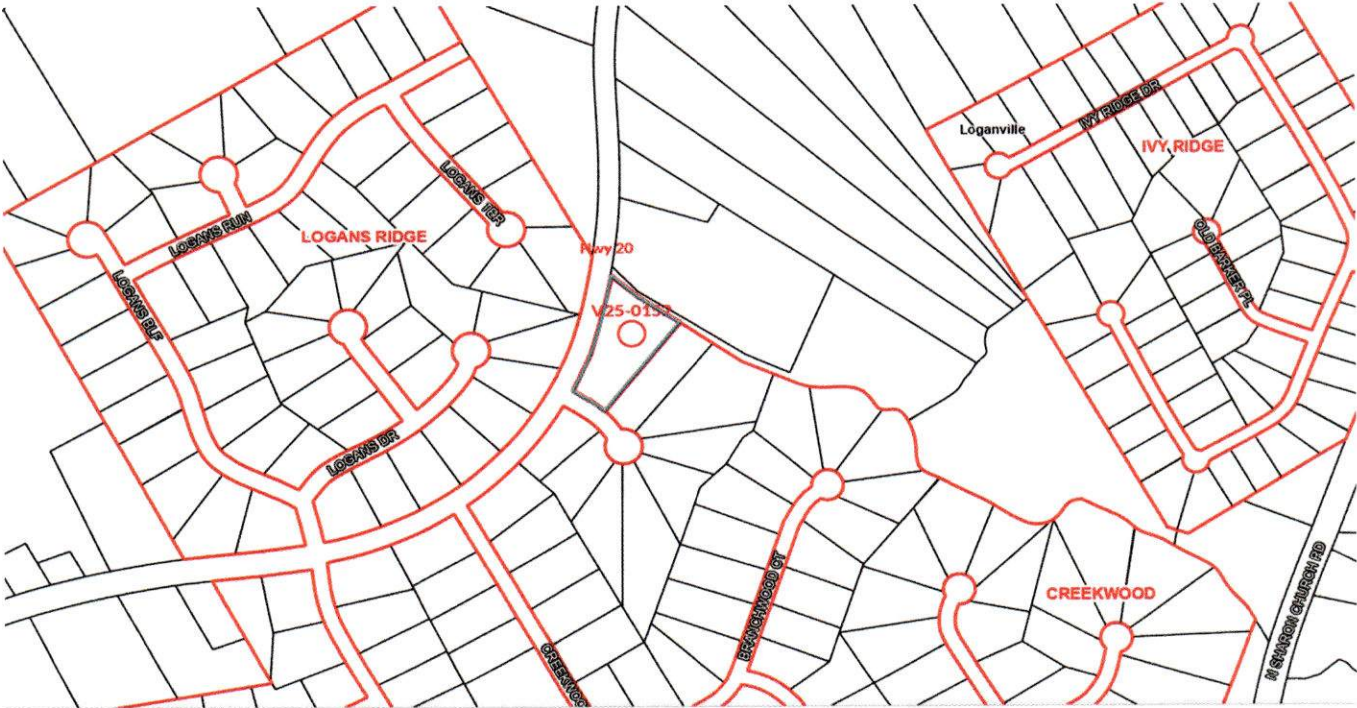 IVY RIDGE DR
Loganville
IVY RIDGE
LOGANS TER
LOGANS RUN
LOGANS RIDGE
Hwy 20
OLD BARKER PL
LOGANS BLF
LOGANS DR
BRANCHWOOD CT
CREEKWOOD
N SHARON CHURCH RD